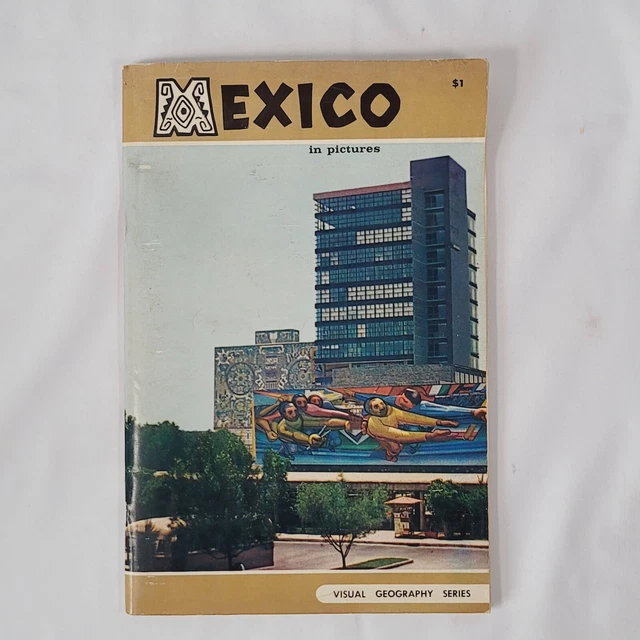 MEXICO
$1
in pictures
VISUAL GEOGRAPHY SERIES